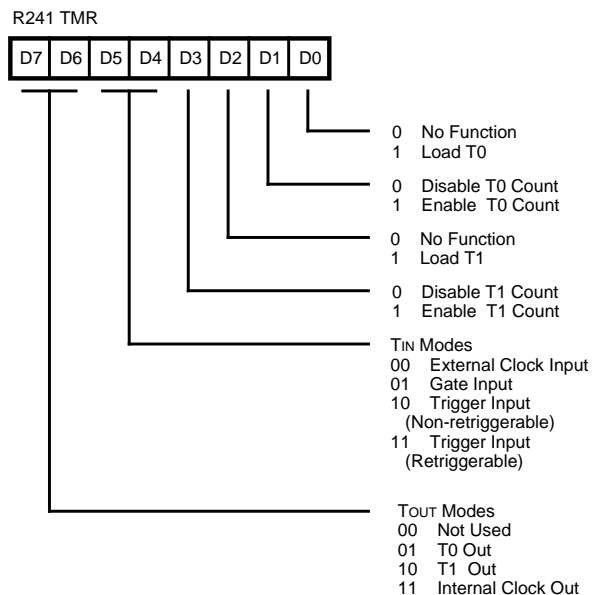 R241 TMR
D7 D6 D5 D4 D3 D2 D1 D0
0 No Function
1 Load T0
0 Disable T0 Count
1 Enable T0 Count
0 No Function
1 Load T1
0 Disable T1 Count
1 Enable T1 Count
TIN Modes
00 External Clock Input
01 Gate Input
10 Trigger Input
(Non-retriggerable)
11 Trigger Input
(Retriggerable)
TOUT Modes
00 Not Used
01 T0 Out
10 T1 Out
11 Internal Clock Out